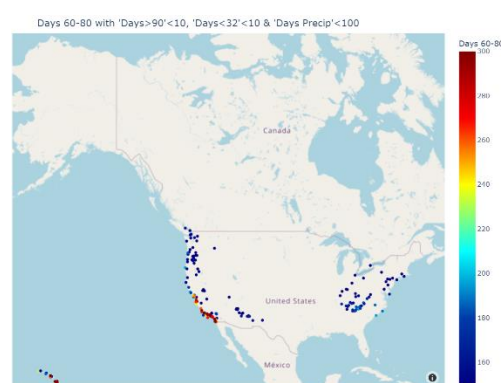 Days 60-80 with 'Days>90'<10, 'Days<32'<10 & 'Days Precip'<100
Days 60-80
300
280
260
240
220
200
180
160
Canada
United States
México